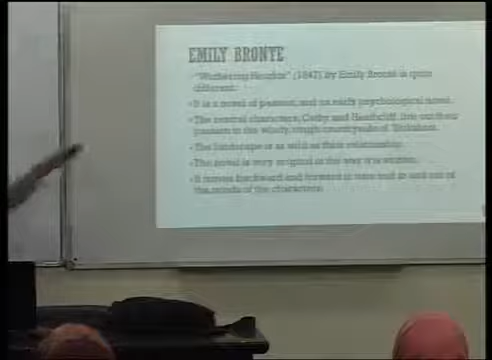 EMILY BRONTE
"Wuthering Heights" (1847) by Emily Brontë is quite
different.
It is a novel of passion, and an early psychological novel.
The central characters, Cathy and Heathcliff, live out their
passion in the windy, rough countryside of Yorkshire.
The landscape is as wild as their relationship.
The novel is very original in the way it is written.
It moves backward and forward in time and in and out of
the minds of the characters.